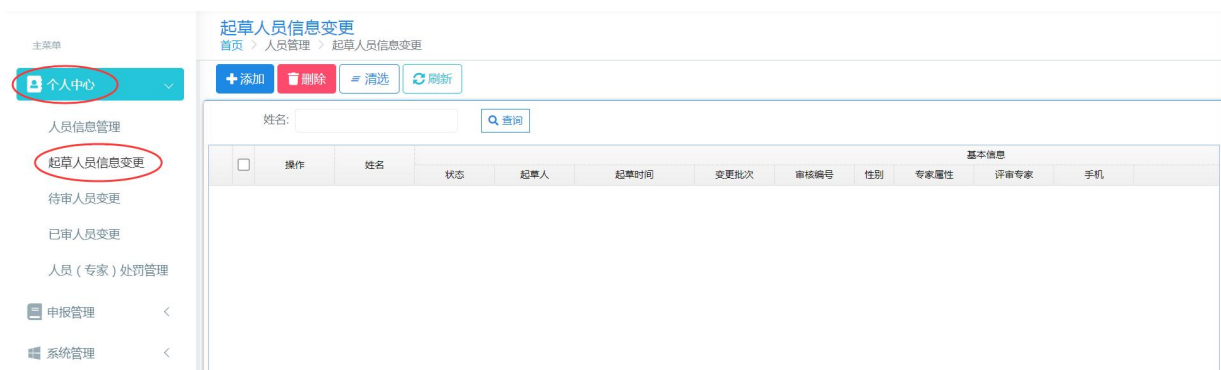 主菜单
个人中心
人员信息管理
起草人员信息变更
待审人员变更
已审人员变更
人员（专家）处罚管理
申报管理
系统管理
起草人员信息变更
首页 > 人员管理 > 起草人员信息变更
添加 删除 清选 刷新
姓名: 查询
操作 姓名 基本信息
状态 起草人 起草时间 变更批次 审核编号 性别 专家属性 评审专家 手机